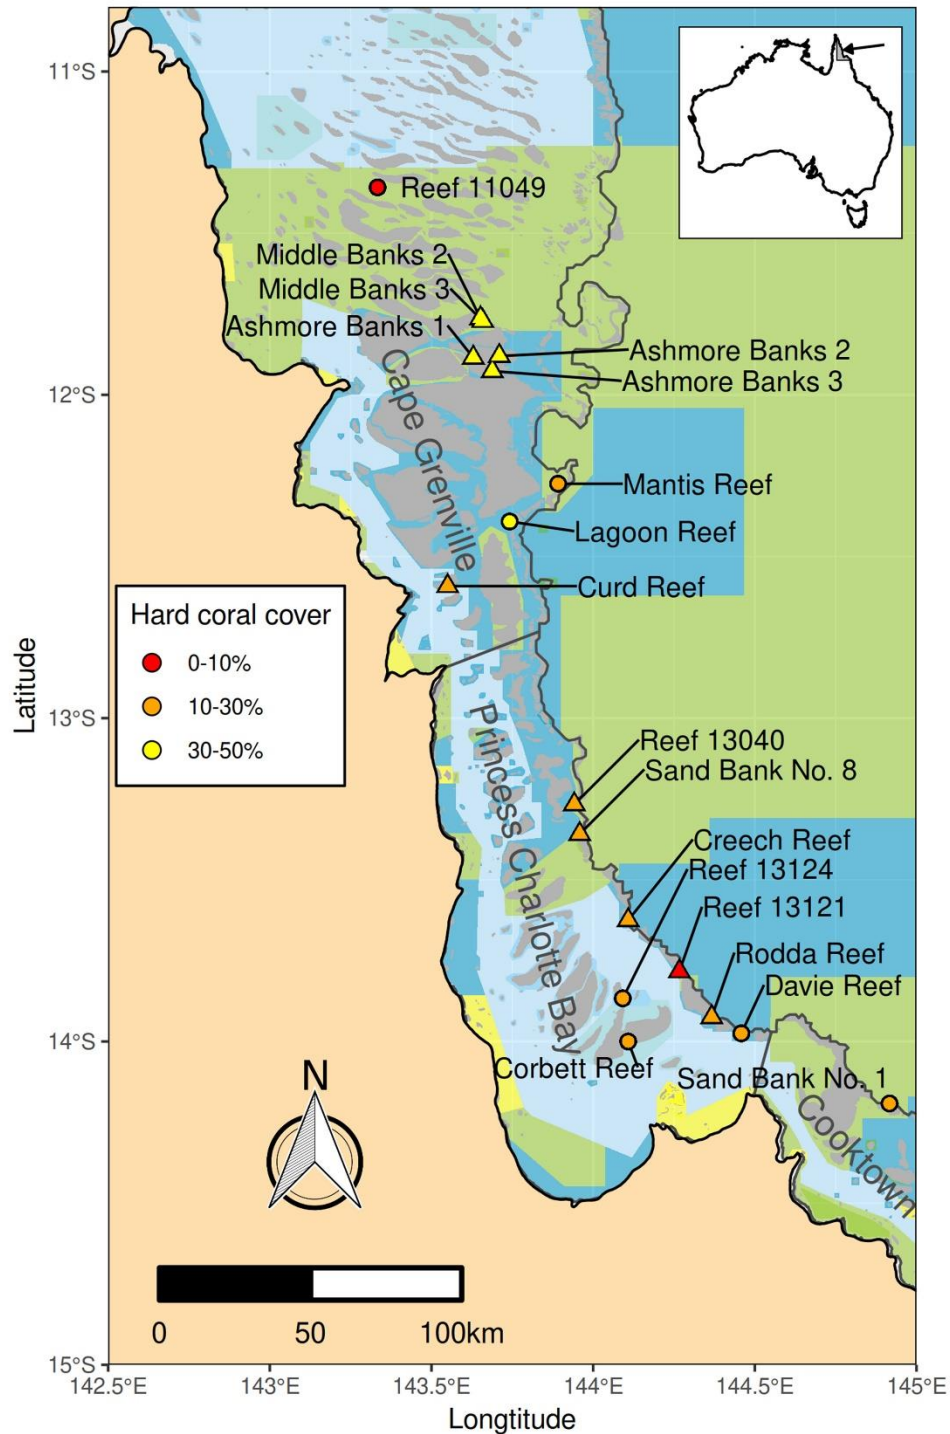 11°S
Reef 11049
Middle Banks 2
Middle Banks 3
Ashmore Banks 1
Ashmore Banks 2
Ashmore Banks 3
12°S
Cape Grenville
Mantis Reef
Lagoon Reef
Curd Reef
Hard coral cover
0-10%
10-30%
30-50%
Latitude
13°S
Princess Charlotte Bay
Reef 13040
Sand Bank No. 8
Creech Reef
Reef 13124
Reef 13121
Rodda Reef
Davie Reef
14°S
Corbett Reef
Sand Bank No. 1
Cooktown
N
0 50 100km
15°S
142.5°E 143°E 143.5°E 144°E 144.5°E 145°E
Longtitude